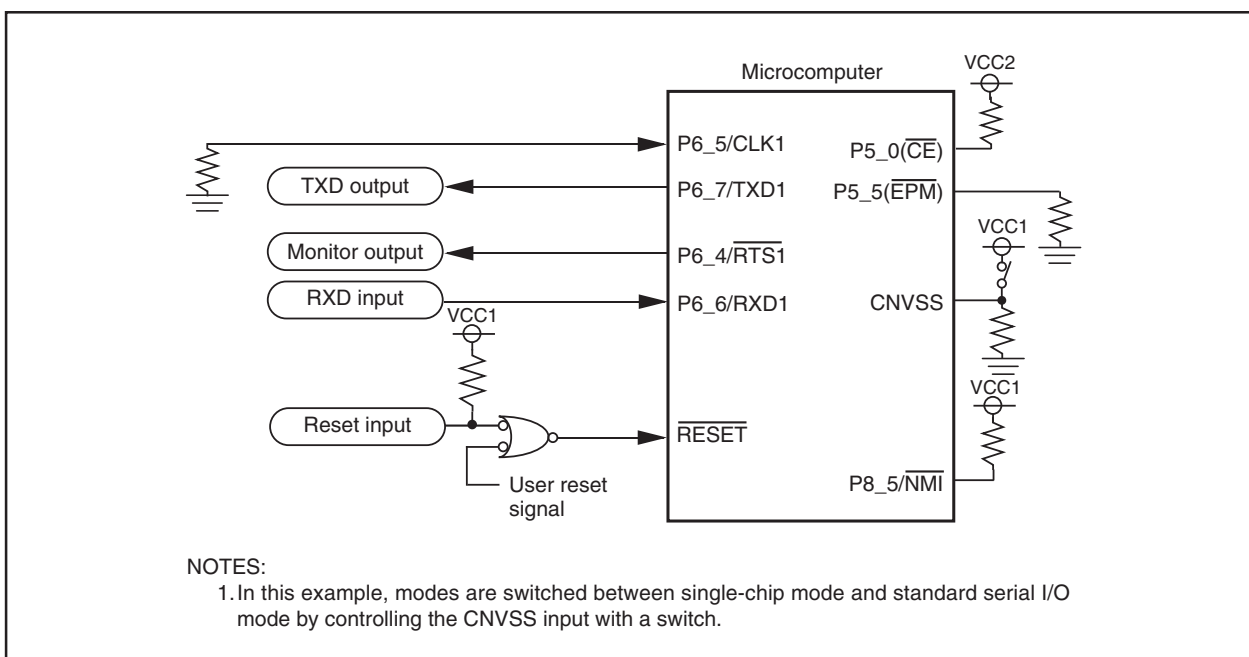 Microcomputer
VCC2
P6_5/CLK1
P5_0(CE)
TXD output
P6_7/TXD1
P5_5(EPM)
VCC1
Monitor output
P6_4/RTS1
RXD input
P6_6/RXD1
CNVSS
VCC1
VCC1
Reset input
RESET
User reset
signal
P8_5/NMI
NOTES:
1. In this example, modes are switched between single-chip mode and standard serial I/O
mode by controlling the CNVSS input with a switch.